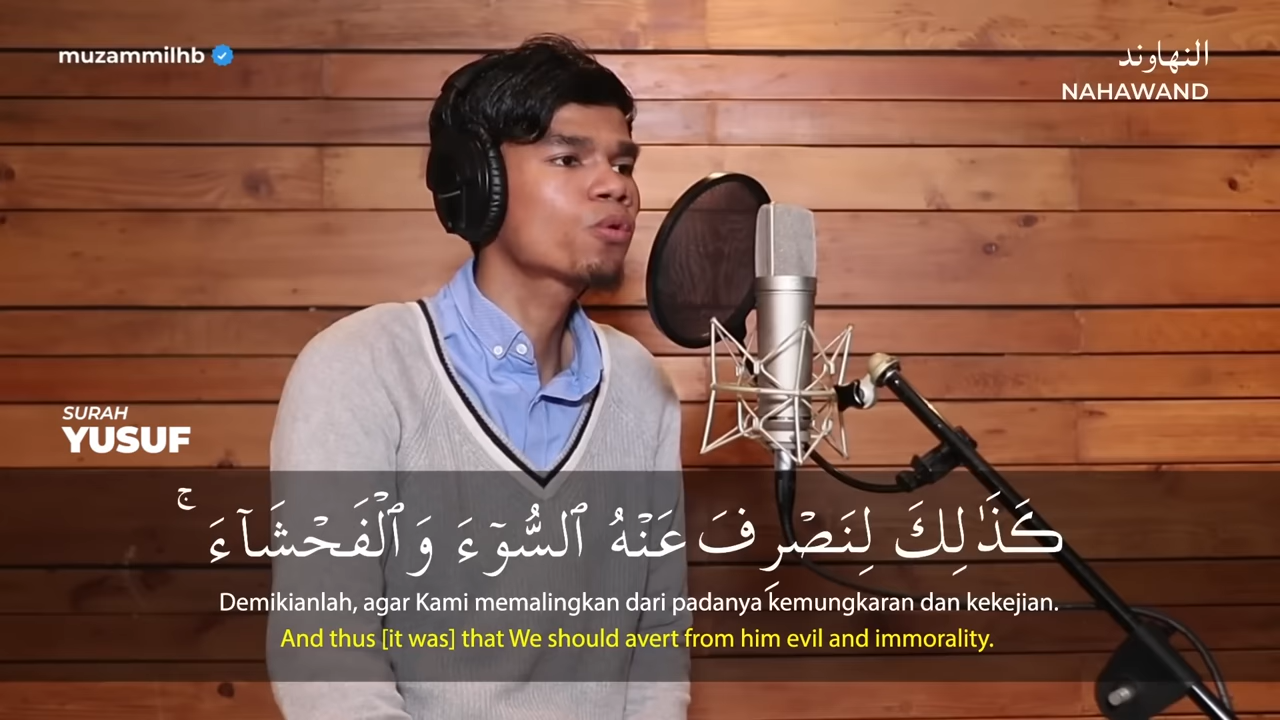 muzammilhb
النهاوند
NAHAWAND
SURAH
YUSUF
كَذَٰلِكَ لِنَصْرِفَ عَنْهُ ٱلسُّوٓءَ وَٱلْفَحْشَآءَ ۚ
Demikianlah, agar Kami memalingkan dari padanya kemungkaran dan kekejian.
And thus [it was] that We should avert from him evil and immorality.